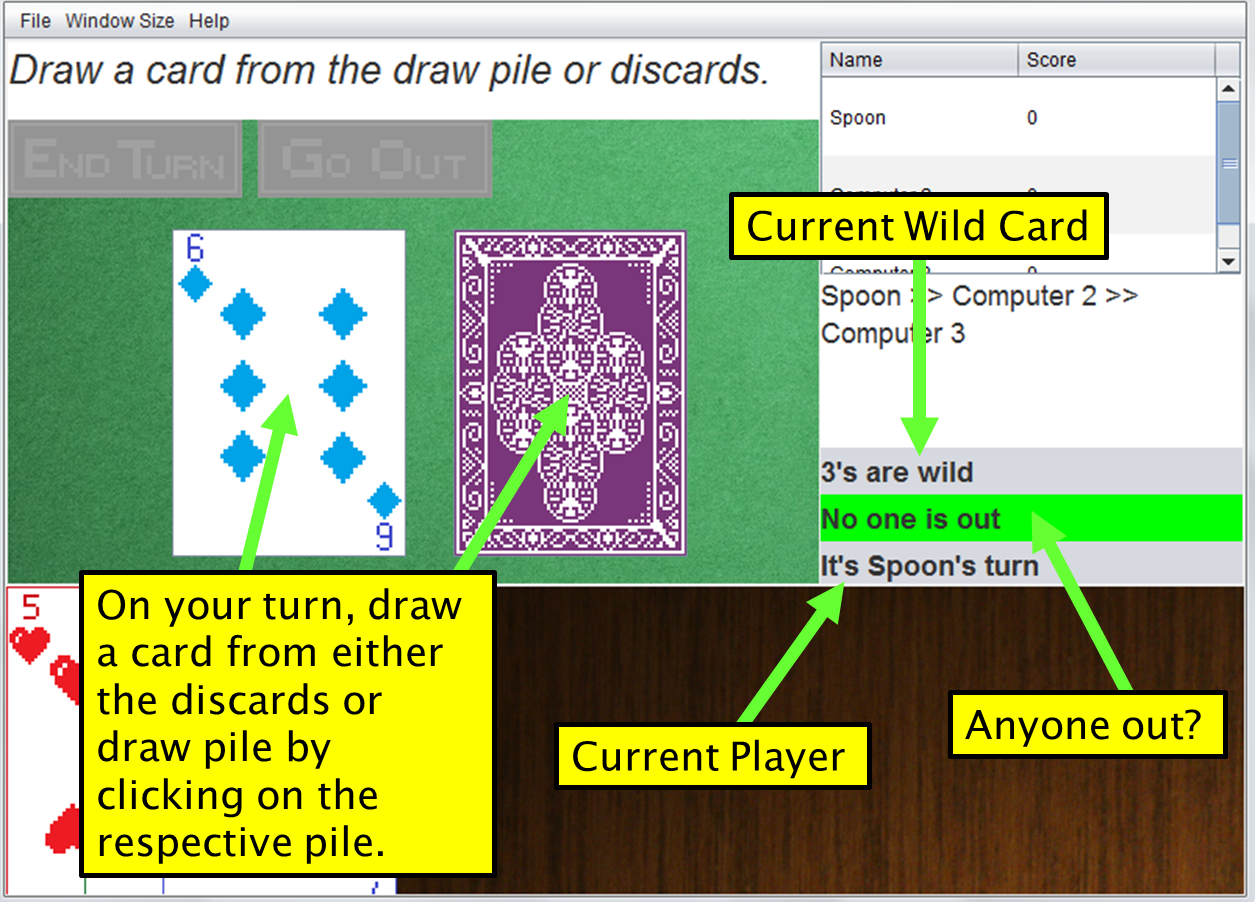 File Window Size Help
Draw a card from the draw pile or discards.
END TURN
GO OUT
Name Score
Spoon 0
Current Wild Card
Spoon >> Computer 2 >>
Computer 3
6
6
3's are wild
No one is out
It's Spoon's turn
5
On your turn, draw
a card from either
the discards or
draw pile by
clicking on the
respective pile.
Current Player
Anyone out?